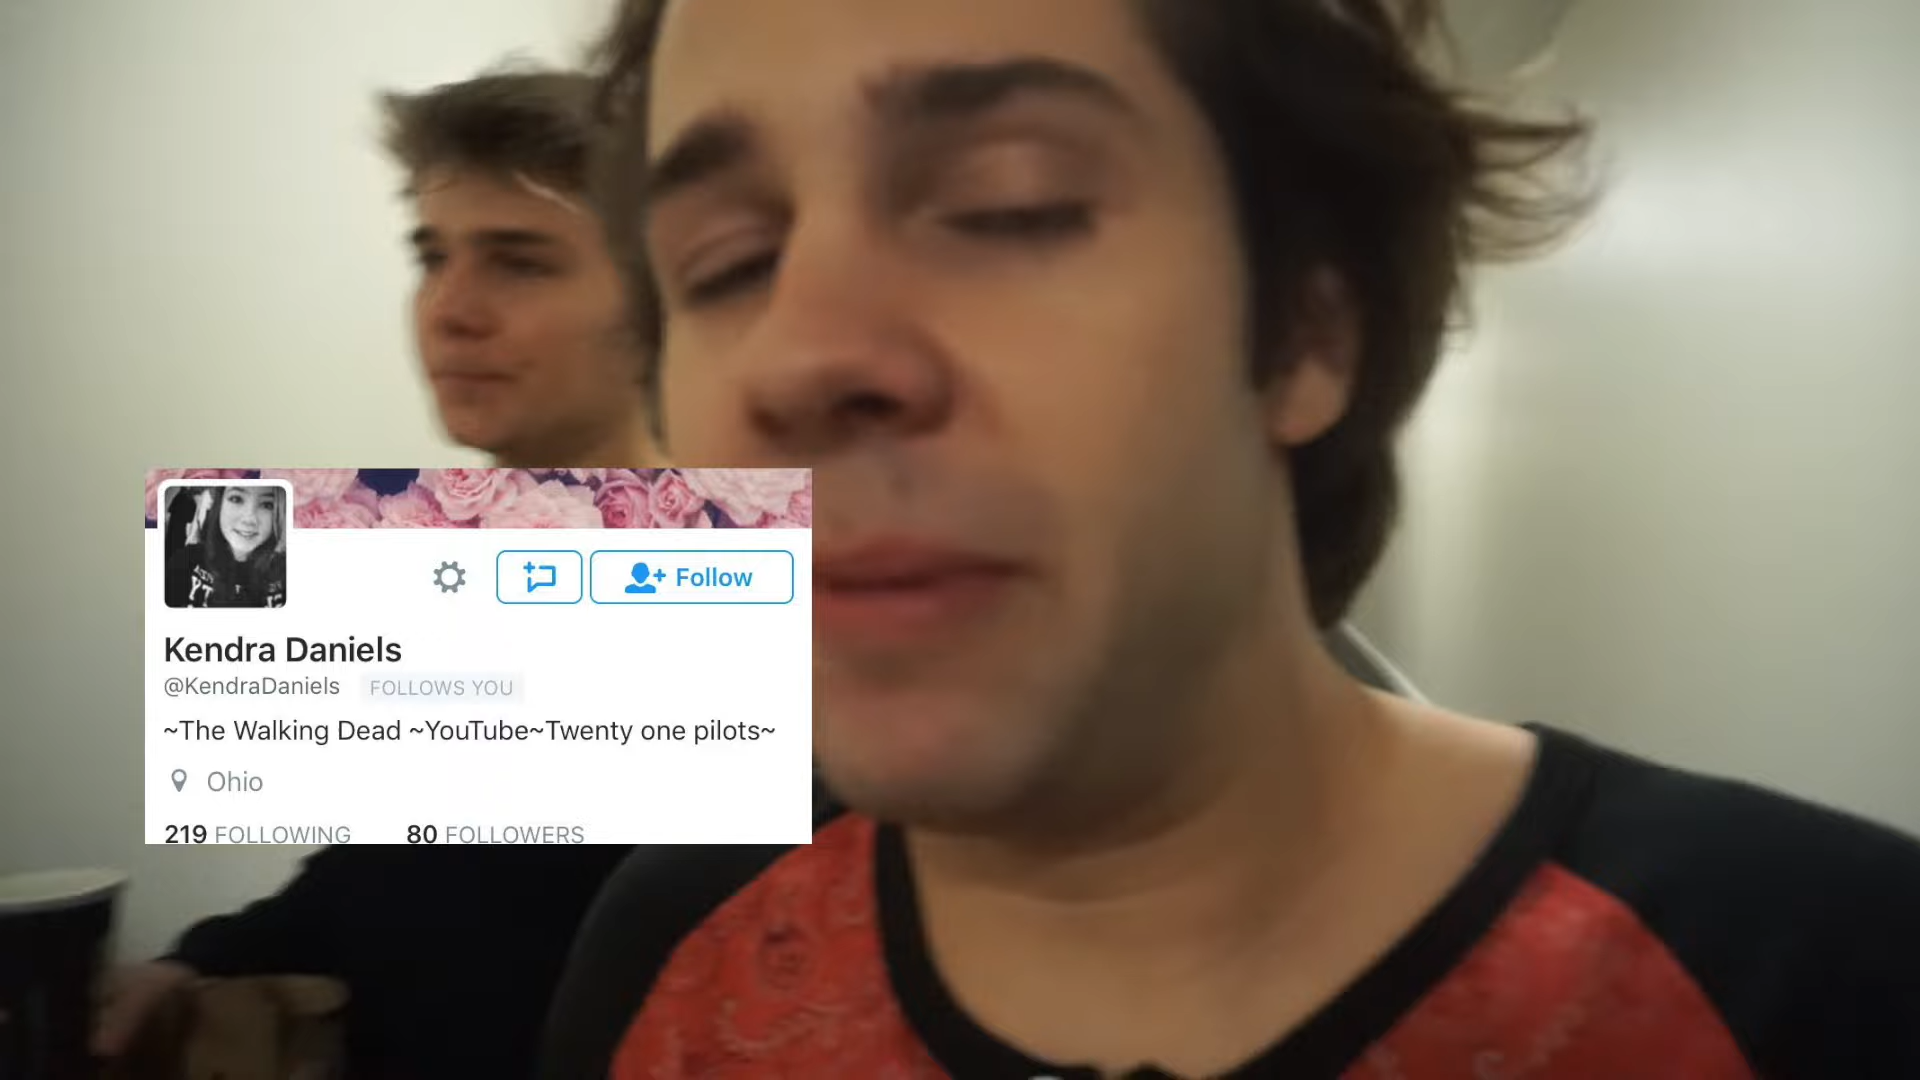 Follow
Kendra Daniels
@KendraDaniels FOLLOWS YOU
~The Walking Dead ~YouTube~Twenty one pilots~
Ohio
219 FOLLOWING 80 FOLLOWERS